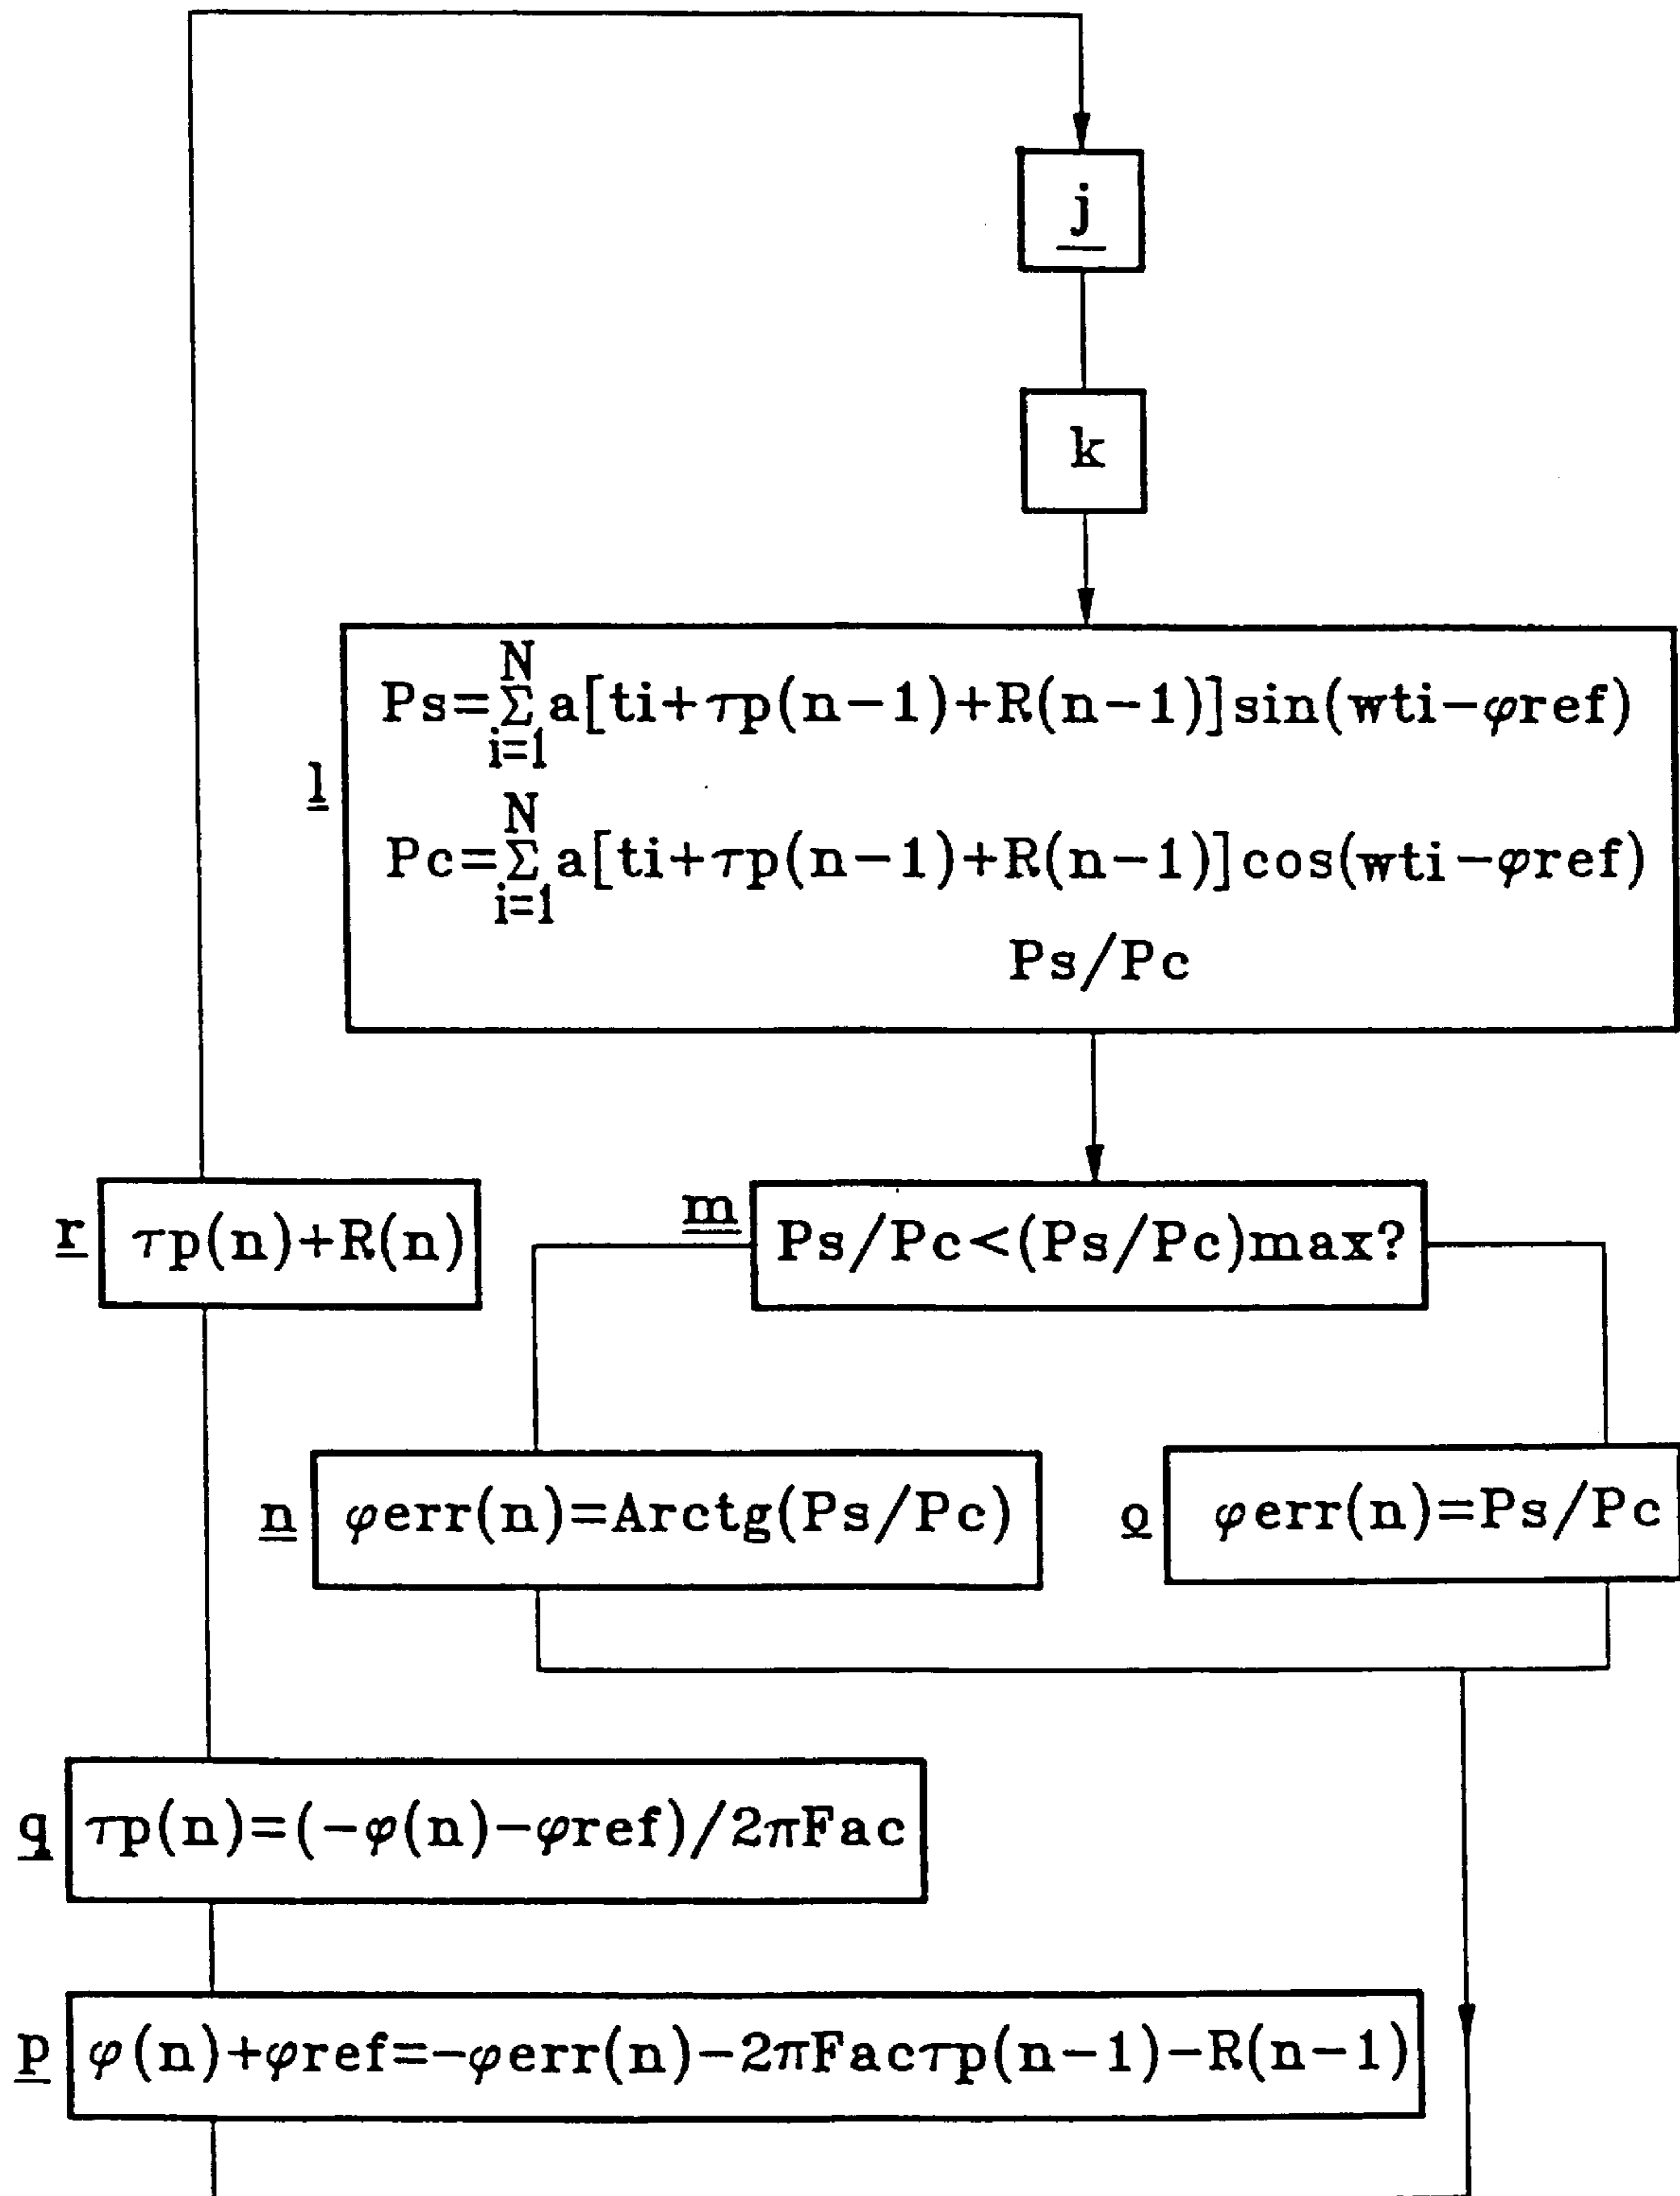 j
k
l
Ps=∑a[ti+τp(n−1)+R(n−1)]sin(wti−φref)
N
i=1
Pc=∑a[ti+τp(n−1)+R(n−1)]cos(wti−φref)
N
i=1
Ps/Pc
r
τp(n)+R(n)
m
Ps/Pc<(Ps/Pc)max?
n
φerr(n)=Arctg(Ps/Pc)
o
φerr(n)=Ps/Pc
q
τp(n)=(−φ(n)−φref)/2πFac
p
φ(n)+φref=−φerr(n)−2πFacτp(n−1)−R(n−1)